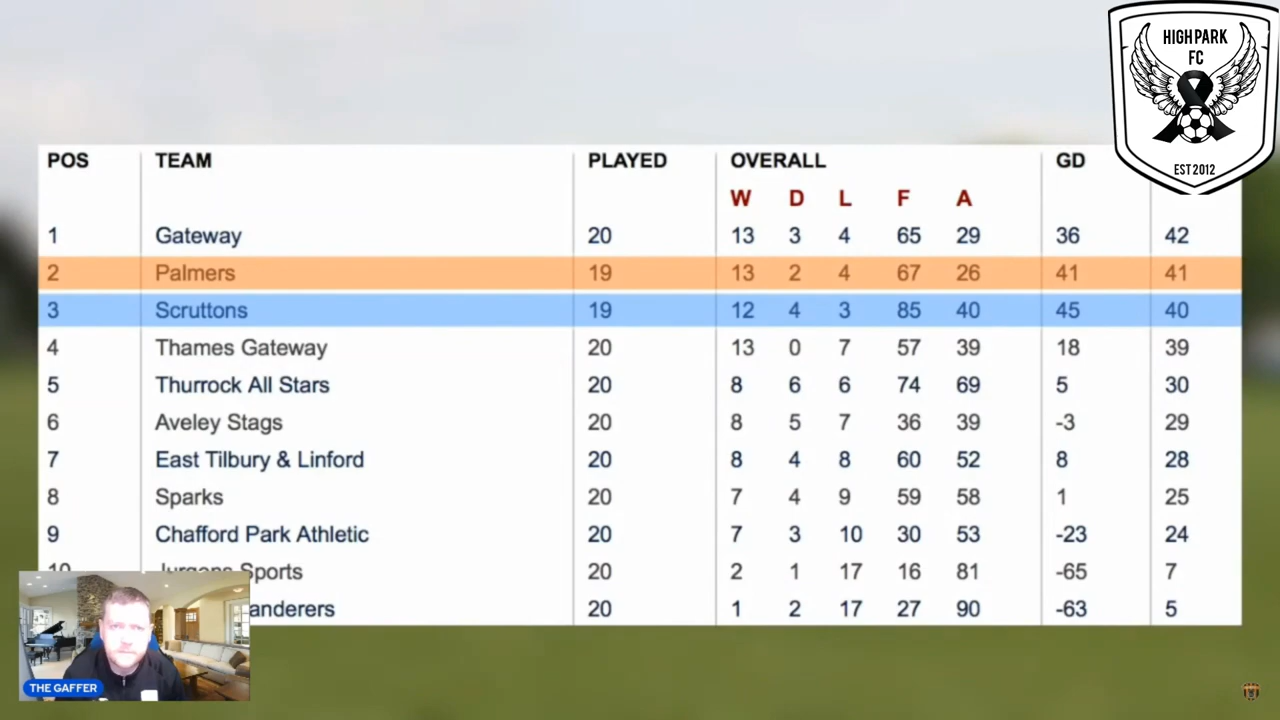 HIGH PARK
FC
EST 2012
POS TEAM PLAYED OVERALL GD
W D L F A
1 Gateway 20 13 3 4 65 29 36 42
2 Palmers 19 13 2 4 67 26 41 41
3 Scruttons 19 12 4 3 85 40 45 40
4 Thames Gateway 20 13 0 7 57 39 18 39
5 Thurrock All Stars 20 8 6 6 74 69 5 30
6 Aveley Stags 20 8 5 7 36 39 -3 29
7 East Tilbury & Linford 20 8 4 8 60 52 8 28
8 Sparks 20 7 4 9 59 58 1 25
9 Chafford Park Athletic 20 7 3 10 30 53 -23 24
10 Sports 20 2 1 17 16 81 -65 7
anderers 20 1 2 17 27 90 -63 5
THE GAFFER